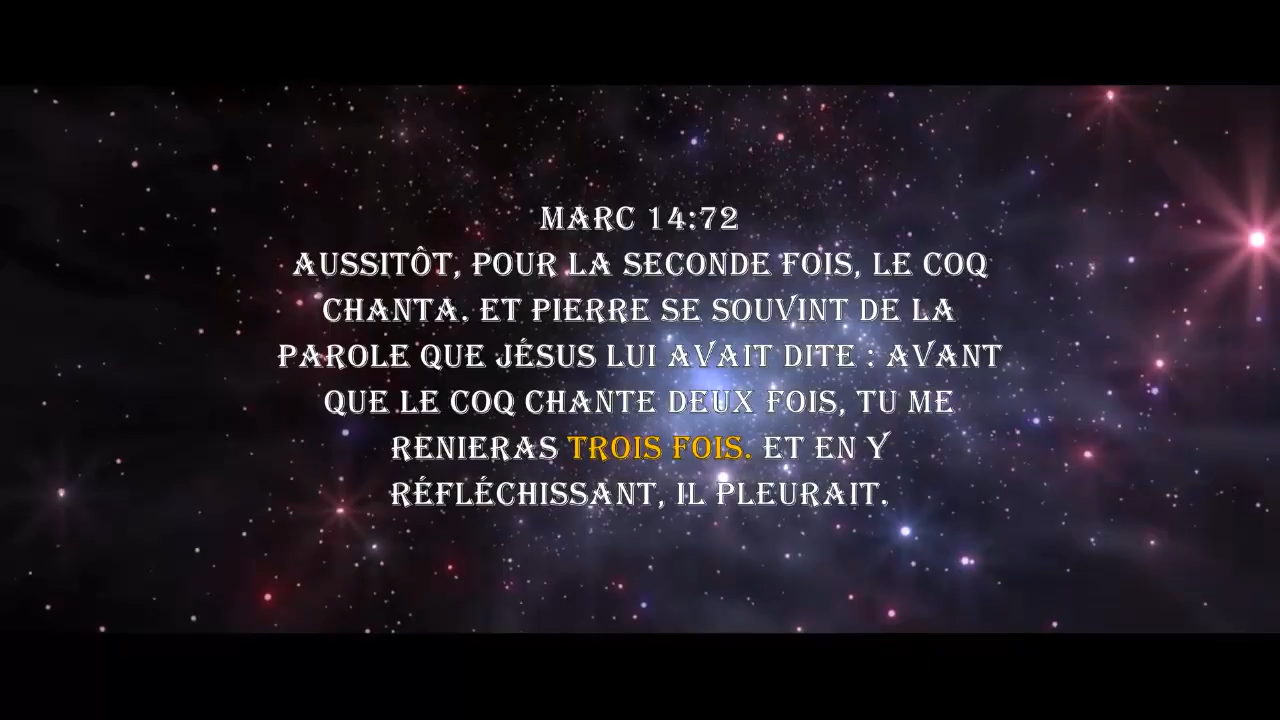 MARC 14:72
AUSSITÔT, POUR LA SECONDE FOIS, LE COQ
CHANTA. ET PIERRE SE SOUVINT DE LA
PAROLE QUE JÉSUS LUI AVAIT DITE : AVANT
QUE LE COQ CHANTE DEUX FOIS, TU ME
RENIERAS TROIS FOIS. ET EN Y
RÉFLÉCHISSANT, IL PLEURAIT.